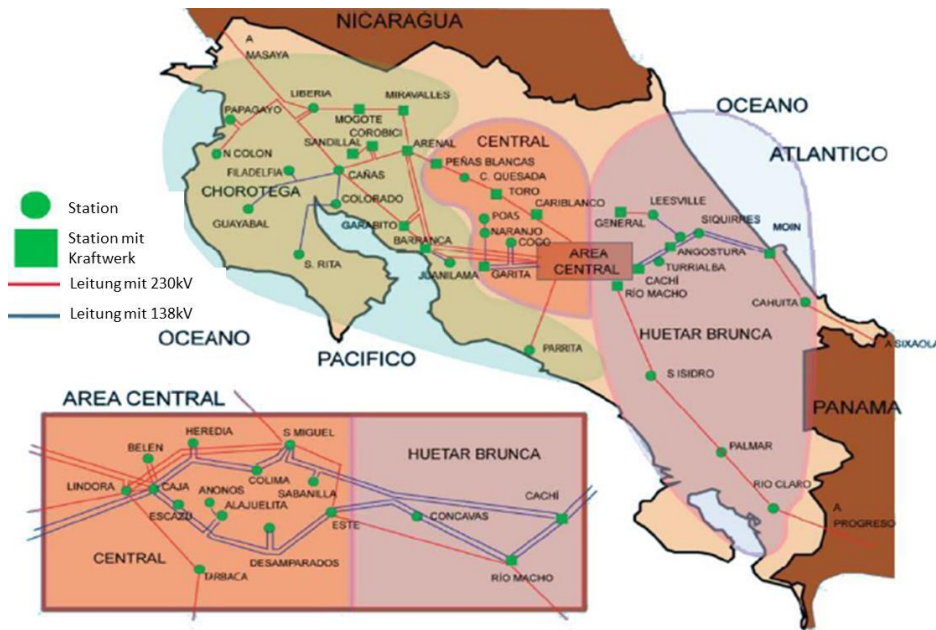 NICARAGUA
A
MASAYA
OCEANO
ATLANTICO
LIBERIA
MIRAVALLES
PAPAGAYO
MOGOTE
COROBICI
SANDILLAL
ARENAL
CENTRAL
PEÑAS BLANCAS
C. QUESADA
TORO
CARIBLANCO
N COLON
FILADELFIA
CAÑAS
CHOROTEGA
COLORADO
GUAYABAL
GARABITO
BARRANCA
JUANILAMA
S. RITA
POAS
NARANJO
COCO
GARITA
AREA
CENTRAL
LEESVILLE
GENERAL
SIQUIRRES
MOIN
ANGOSTURA
TURRIALBA
CACHÍ
RÍO MACHO
CAHUITA
A SIXAOLA
HUETAR BRUNCA
Station
Station mit
Kraftwerk
Leitung mit 230kV
Leitung mit 138kV
OCEANO
PACIFICO
PARRITA
S ISIDRO
PANAMA
PALMAR
RIO CLARO
A
PROGRESO
AREA CENTRAL
HEREDIA
S MIGUEL
BELEN
HUETAR BRUNCA
LINDORA
CAJA
COLIMA
SABANILLA
ANONOS
ALAJUELITA
ESCAZU
CACHÍ
CONCAVAS
ESTE
CENTRAL
DESAMPARADOS
TARBACA
RÍO MACHO